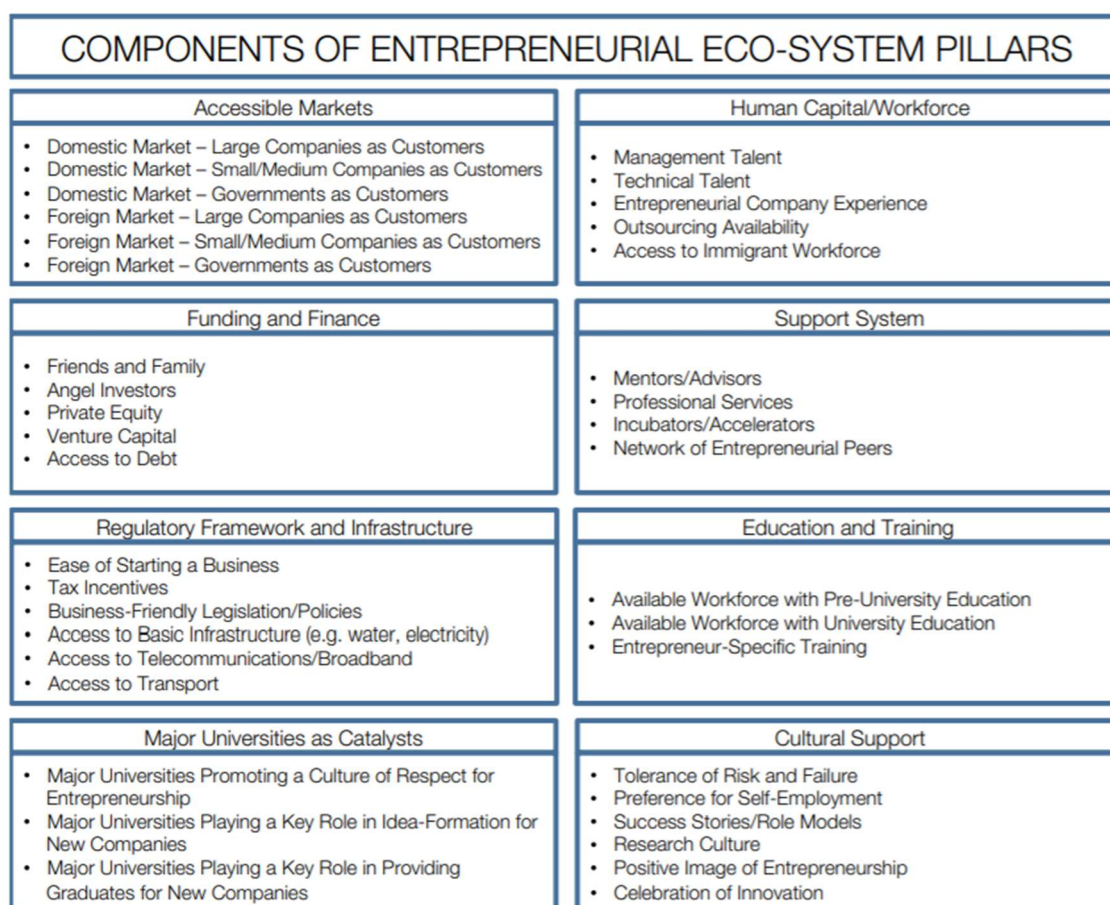 COMPONENTS OF ENTREPRENEURIAL ECO-SYSTEM PILLARS
Accessible Markets
• Domestic Market – Large Companies as Customers
• Domestic Market – Small/Medium Companies as Customers
• Domestic Market – Governments as Customers
• Foreign Market – Large Companies as Customers
• Foreign Market – Small/Medium Companies as Customers
• Foreign Market – Governments as Customers
Human Capital/Workforce
• Management Talent
• Technical Talent
• Entrepreneurial Company Experience
• Outsourcing Availability
• Access to Immigrant Workforce
Funding and Finance
• Friends and Family
• Angel Investors
• Private Equity
• Venture Capital
• Access to Debt
Support System
• Mentors/Advisors
• Professional Services
• Incubators/Accelerators
• Network of Entrepreneurial Peers
Regulatory Framework and Infrastructure
• Ease of Starting a Business
• Tax Incentives
• Business-Friendly Legislation/Policies
• Access to Basic Infrastructure (e.g. water, electricity)
• Access to Telecommunications/Broadband
• Access to Transport
Education and Training
• Available Workforce with Pre-University Education
• Available Workforce with University Education
• Entrepreneur-Specific Training
Major Universities as Catalysts
• Major Universities Promoting a Culture of Respect for
Entrepreneurship
• Major Universities Playing a Key Role in Idea-Formation for
New Companies
• Major Universities Playing a Key Role in Providing
Graduates for New Companies
Cultural Support
• Tolerance of Risk and Failure
• Preference for Self-Employment
• Success Stories/Role Models
• Research Culture
• Positive Image of Entrepreneurship
• Celebration of Innovation